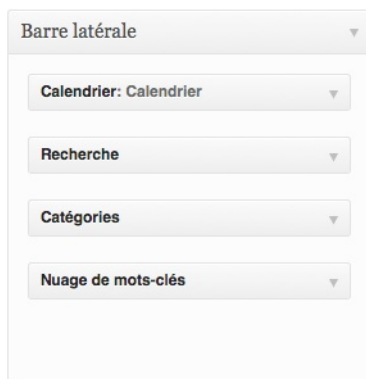 Barre latérale
Calendrier: Calendrier
Recherche
Catégories
Nuage de mots-clés